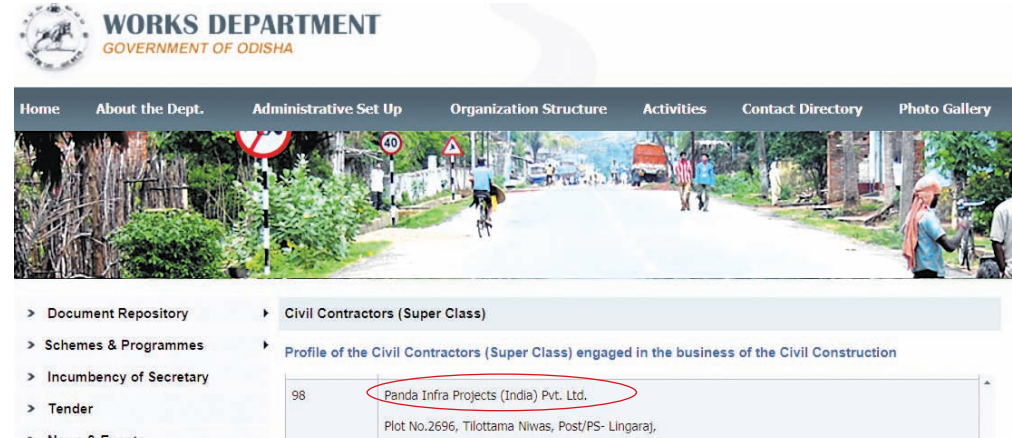 WORKS DEPARTMENT
GOVERNMENT OF ODISHA
Home About the Dept. Administrative Set Up Organization Structure Activities Contact Directory Photo Gallery
40
Document Repository
Schemes & Programmes
Incumbency of Secretary
Tender
News & Events
Civil Contractors (Super Class)
Profile of the Civil Contractors (Super Class) engaged in the business of the Civil Construction
98 Panda Infra Projects (India) Pvt. Ltd.
Plot No.2696, Tilottama Niwas, Post/PS- Lingaraj,